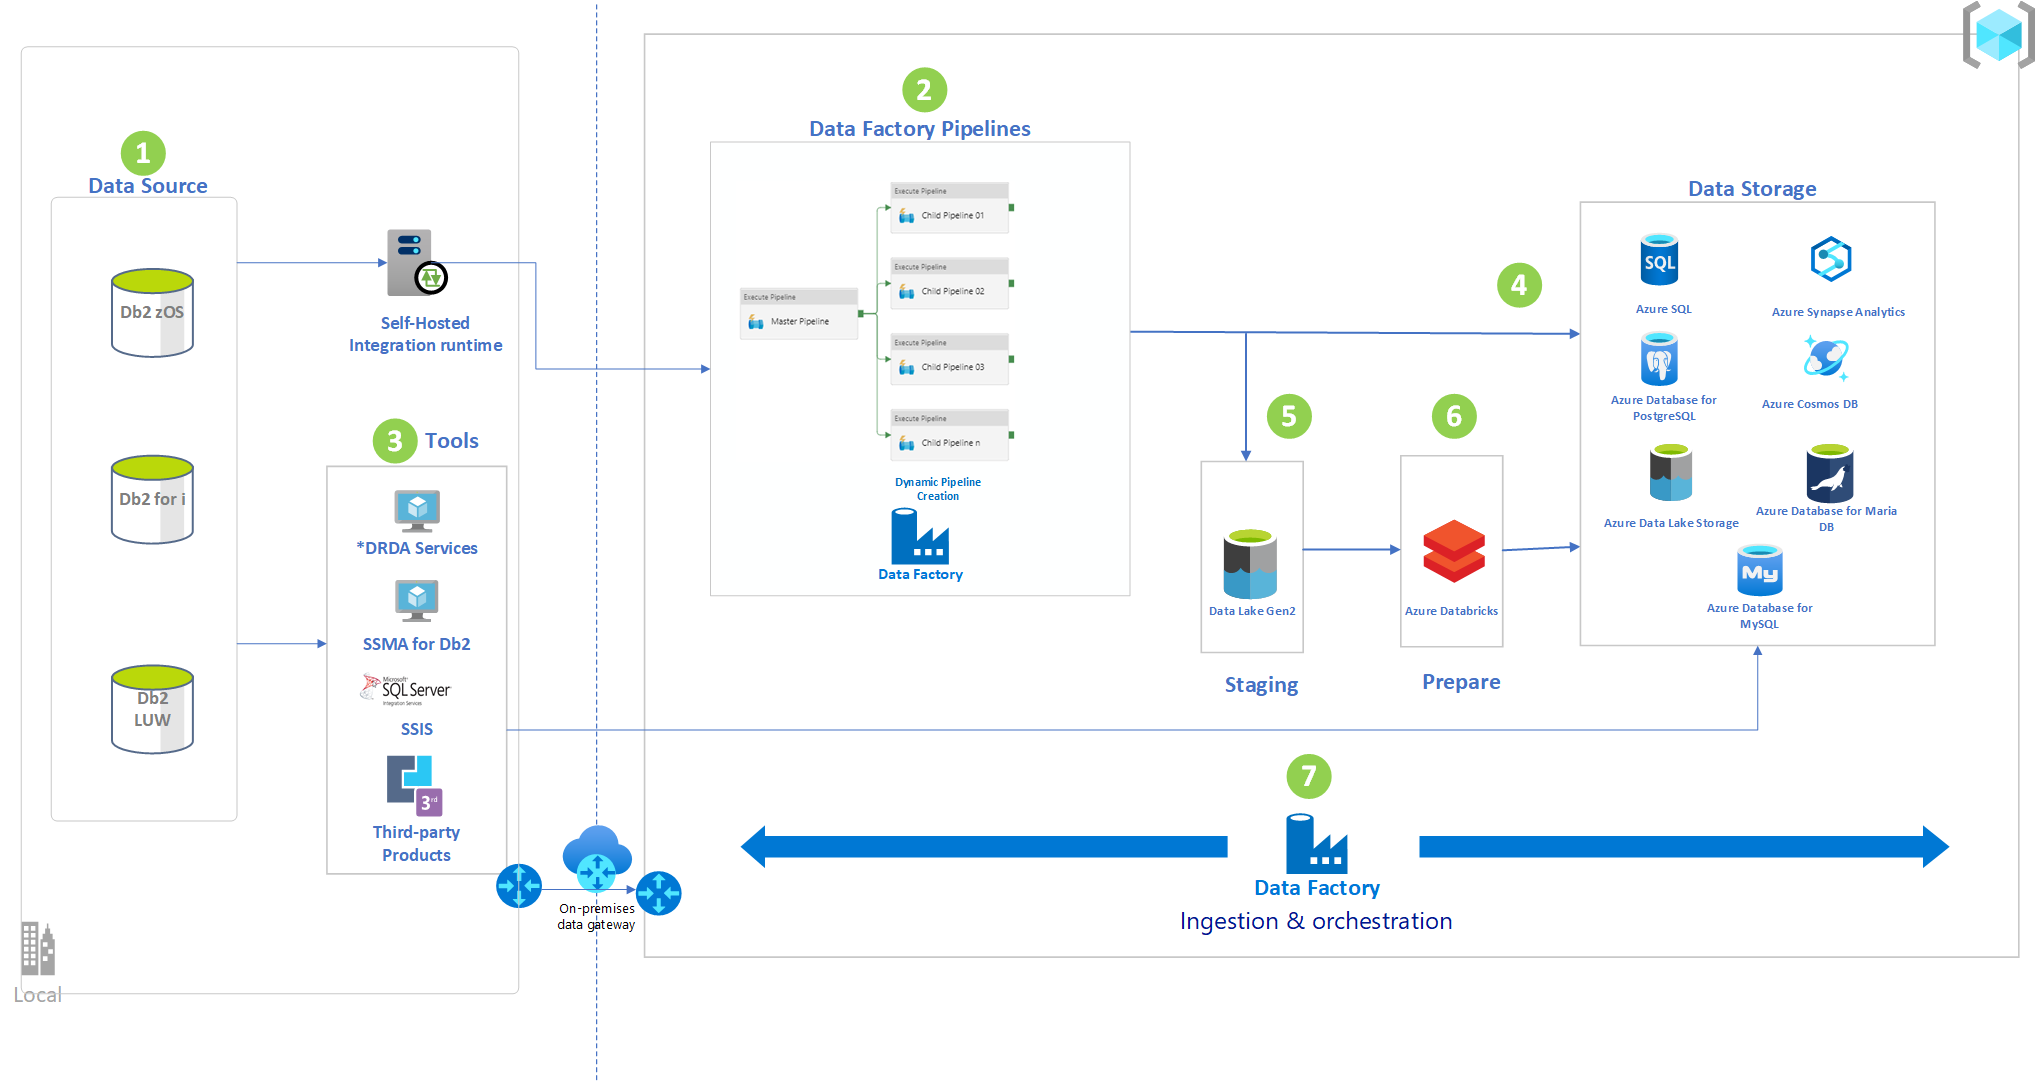 1
Data Source
Db2 zOS
Db2 for i
Db2
LUW
Self-Hosted
Integration runtime
3
Tools
*DRDA Services
SSMA for Db2
Microsoft
SQL Server
Integration Services
SSIS
3rd
Third-party
Products
Local
On-premises
data gateway
2
Data Factory Pipelines
Execute Pipeline
Master Pipeline
Execute Pipeline
Child Pipeline 01
Execute Pipeline
Child Pipeline 02
Execute Pipeline
Child Pipeline 03
Execute Pipeline
Child Pipeline n
Dynamic Pipeline
Creation
Data Factory
4
5
Data Lake Gen2
Staging
6
Azure Databricks
Prepare
Data Storage
SQL
Azure SQL
Azure Synapse Analytics
Azure Database for
PostgreSQL
Azure Cosmos DB
Azure Data Lake Storage
Azure Database for Maria
DB
My
Azure Database for
MySQL
7
Data Factory
Ingestion & orchestration